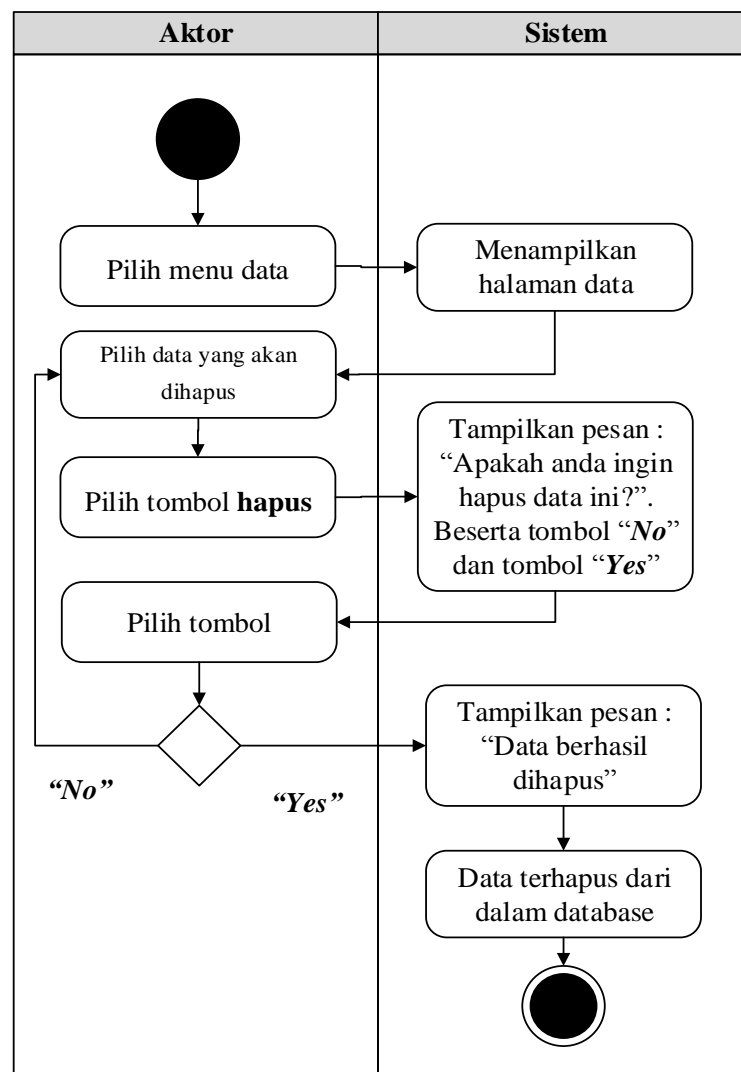 Aktor
Sistem
Pilih menu data
Menampilkan
halaman data
Pilih data yang akan
dihapus
Pilih tombol hapus
Tampilkan pesan :
“Apakah anda ingin
hapus data ini?”.
Beserta tombol “No”
dan tombol “Yes”
Pilih tombol
“No”
“Yes”
Tampilkan pesan :
“Data berhasil
dihapus”
Data terhapus dari
dalam database